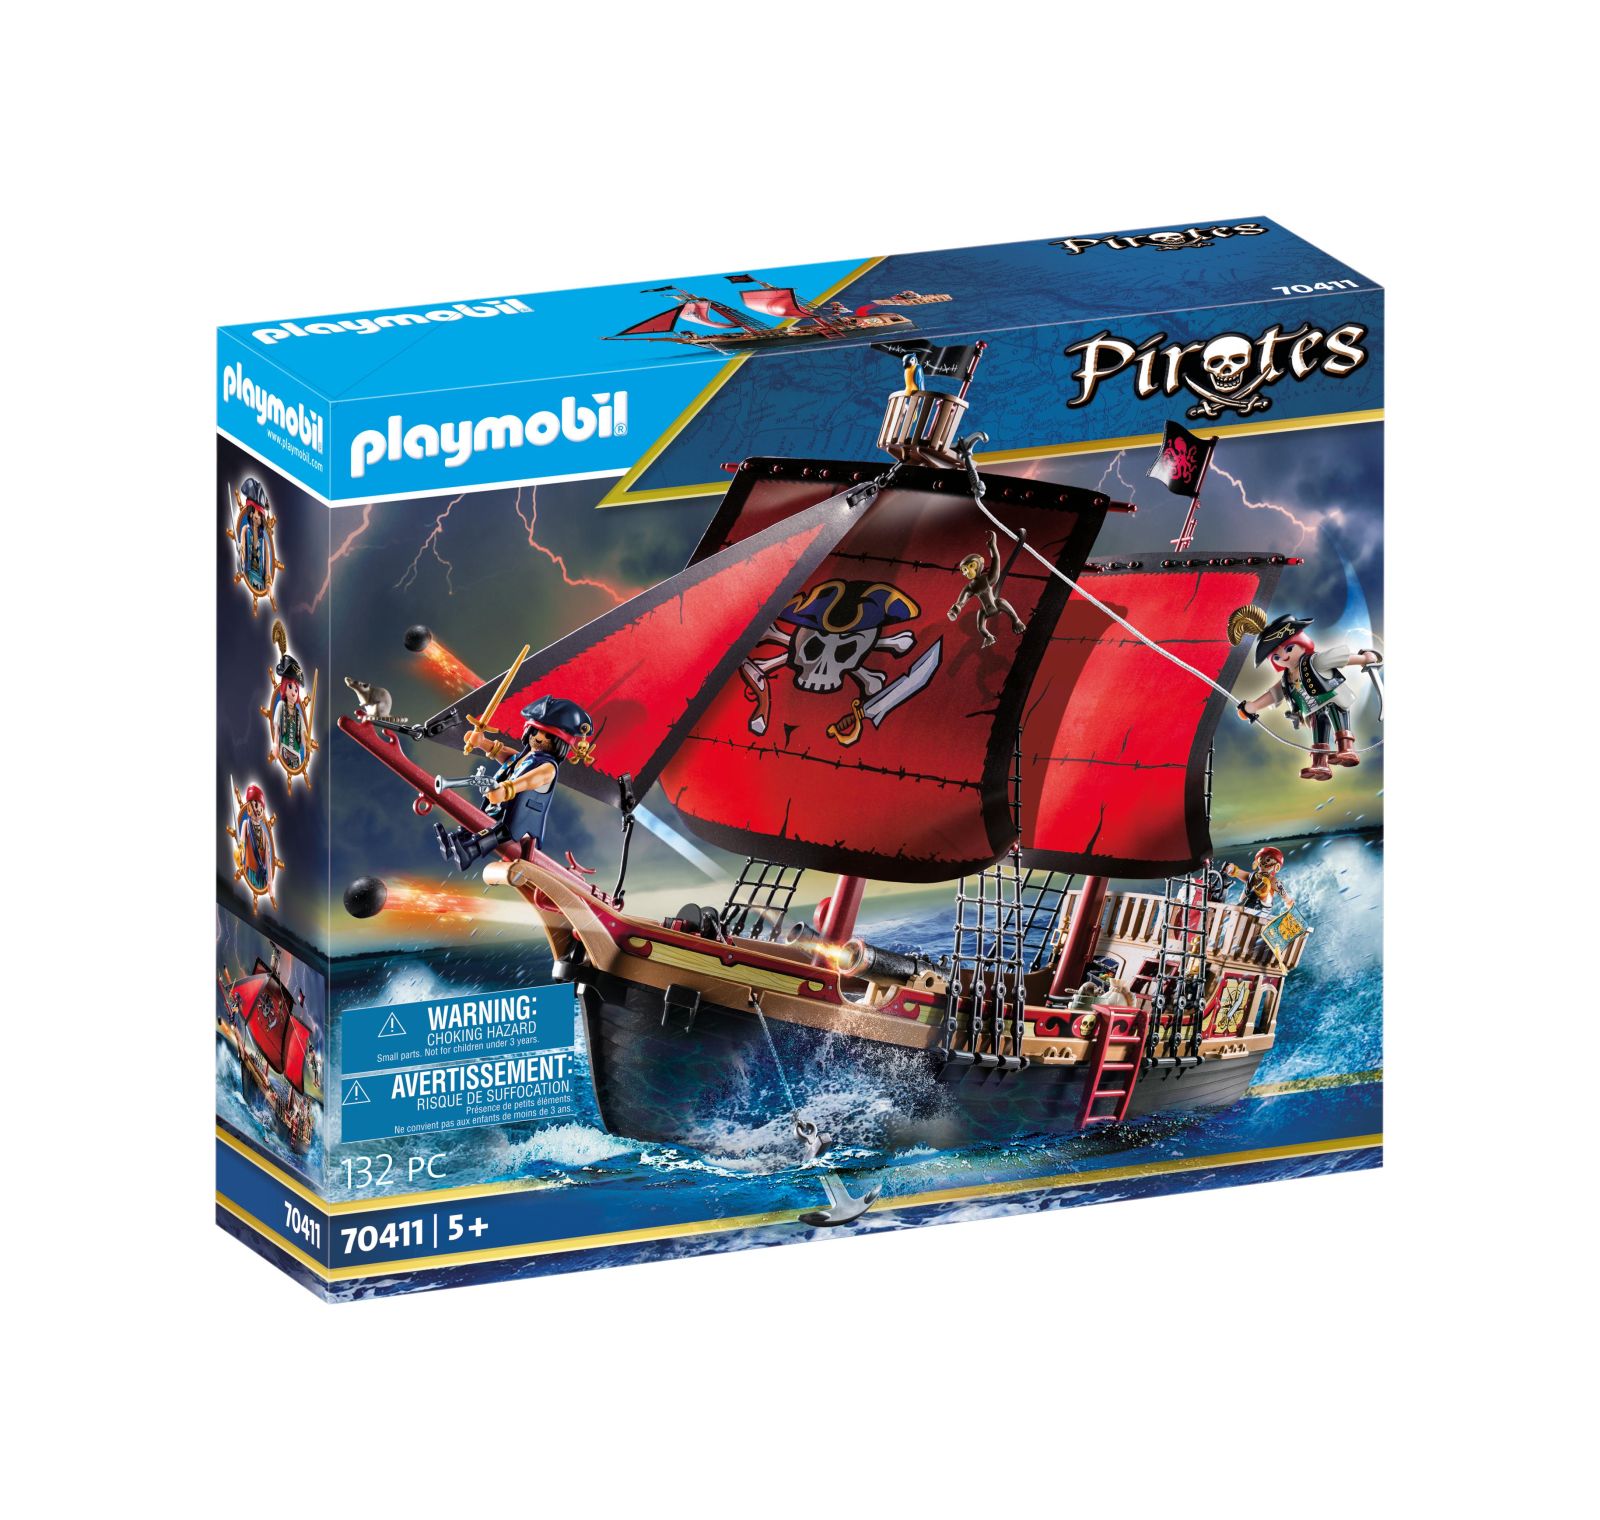 Pirates
70411
playmobil
playmobil
www.playmobil.com
playmobil®
Pirates
WARNING:
CHOKING HAZARD
Small parts. Not for children under 3 years.
AVERTISSEMENT:
RISQUE DE SUFFOCATION.
Présence de petits éléments.
Ne convient pas aux enfants de moins de 3 ans.
132 PC
70411
70411 | 5+